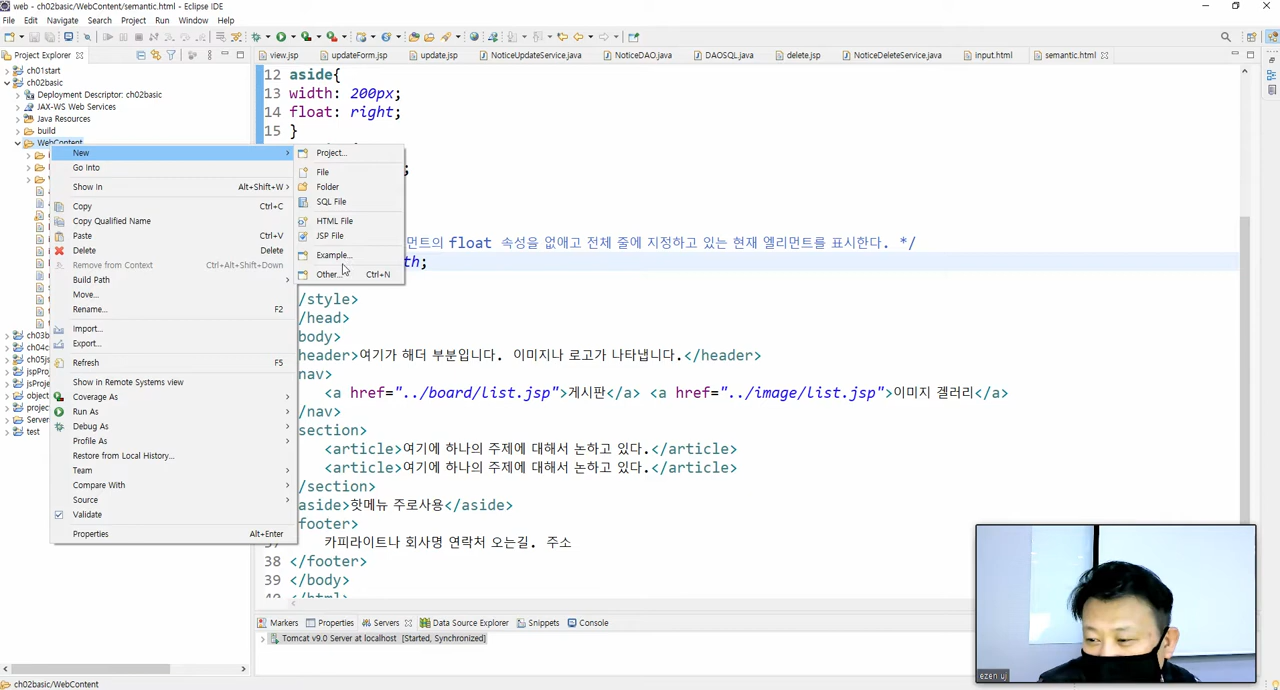 web - ch02basic/WebContent/semantic.html - Eclipse IDE
File Edit Navigate Search Project Run Window Help
Project Explorer
view.jsp updateForm.jsp update.jsp NoticeUpdateService.java NoticeDAO.java DAOSQL.java delete.jsp NoticeDeleteService.java input.html semantic.html
ch01start
ch02basic
Deployment Descriptor: ch02basic
JAX-WS Web Services
Java Resources
build
WebContent
ch03b
ch04c
ch05js
jspProj
jsProje
object
project
Server
test
New
Go Into
Show In Alt+Shift+W
Copy Ctrl+C
Copy Qualified Name
Paste Ctrl+V
Delete Delete
Remove from Context Ctrl+Alt+Shift+Down
Build Path
Move...
Rename... F2
Import...
Export...
Refresh F5
Show in Remote Systems view
Coverage As
Run As
Debug As
Profile As
Restore from Local History...
Team
Compare With
Source
Validate
Properties Alt+Enter
Project...
File
Folder
SQL File
HTML File
JSP File
Example...
Other... Ctrl+N
12 aside{
13 width: 200px;
14 float: right;
15 }
;
먼트의 float 속성을 없애고 전체 줄에 지정하고 있는 현재 앨리먼트를 표시한다. */
th;
/style>
/head>
body>
header>여기가 해더 부분입니다. 이미지나 로고가 나타냅니다.</header>
nav>
<a href="../board/list.jsp">게시판</a> <a href="../image/list.jsp">이미지 겔러리</a>
/nav>
section>
<article>여기에 하나의 주제에 대해서 논하고 있다.</article>
<article>여기에 하나의 주제에 대해서 논하고 있다.</article>
/section>
aside>핫메뉴 주로사용</aside>
footer>
카피라이트나 회사명 연락처 오는길. 주소
38 </footer>
39 </body>
Markers Properties Servers Data Source Explorer Snippets Console
Tomcat v9.0 Server at localhost [Started, Synchronized]
ezen uj
ch02basic/WebContent